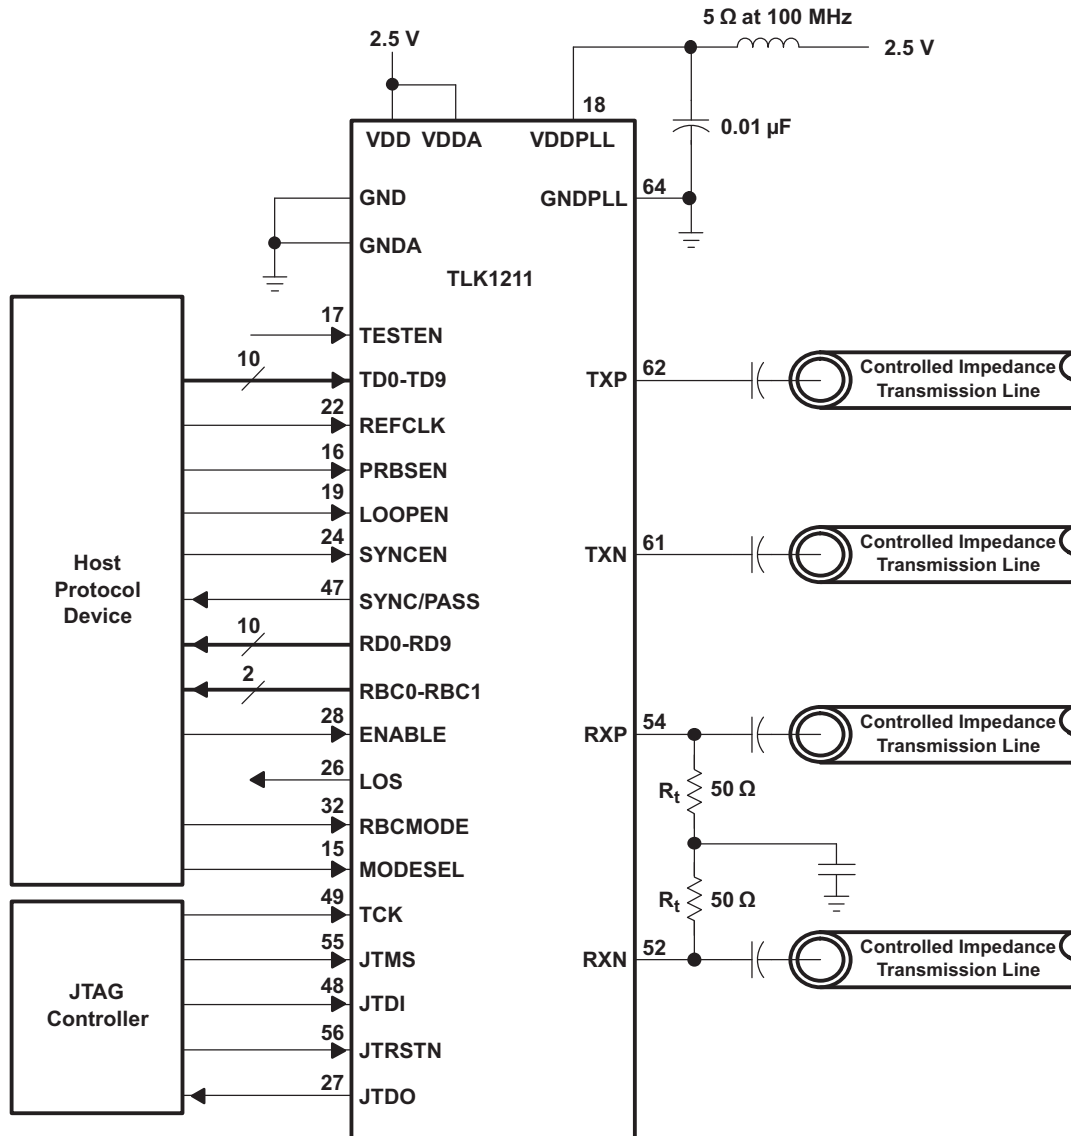 5 Ω at 100 MHz
2.5 V
2.5 V
18
0.01 µF
VDD VDDA VDDPLL
GND
GNDPLL
64
GNDA
TLK1211
17
TESTEN
10
TD0-TD9
TXP
62
Controlled Impedance
Transmission Line
22
REFCLK
16
PRBSEN
19
LOOPEN
24
SYNCEN
TXN
61
Controlled Impedance
Transmission Line
Host
Protocol
Device
47
SYNC/PASS
10
RD0-RD9
2
RBC0-RBC1
28
ENABLE
RXP
54
Controlled Impedance
Transmission Line
26
LOS
Rt
50 Ω
32
RBCMODE
15
MODESEL
Rt
50 Ω
49
TCK
55
JTMS
RXN
52
Controlled Impedance
Transmission Line
JTAG
Controller
48
JTDI
56
JTRSTN
27
JTDO